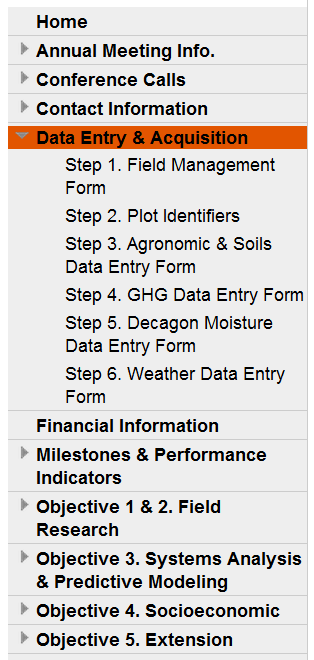 Home
Annual Meeting Info.
Conference Calls
Contact Information
Data Entry & Acquisition
Step 1. Field Management
Form
Step 2. Plot Identifiers
Step 3. Agronomic & Soils
Data Entry Form
Step 4. GHG Data Entry Form
Step 5. Decagon Moisture
Data Entry Form
Step 6. Weather Data Entry
Form
Financial Information
Milestones & Performance
Indicators
Objective 1 & 2. Field
Research
Objective 3. Systems Analysis
& Predictive Modeling
Objective 4. Socioeconomic
Objective 5. Extension